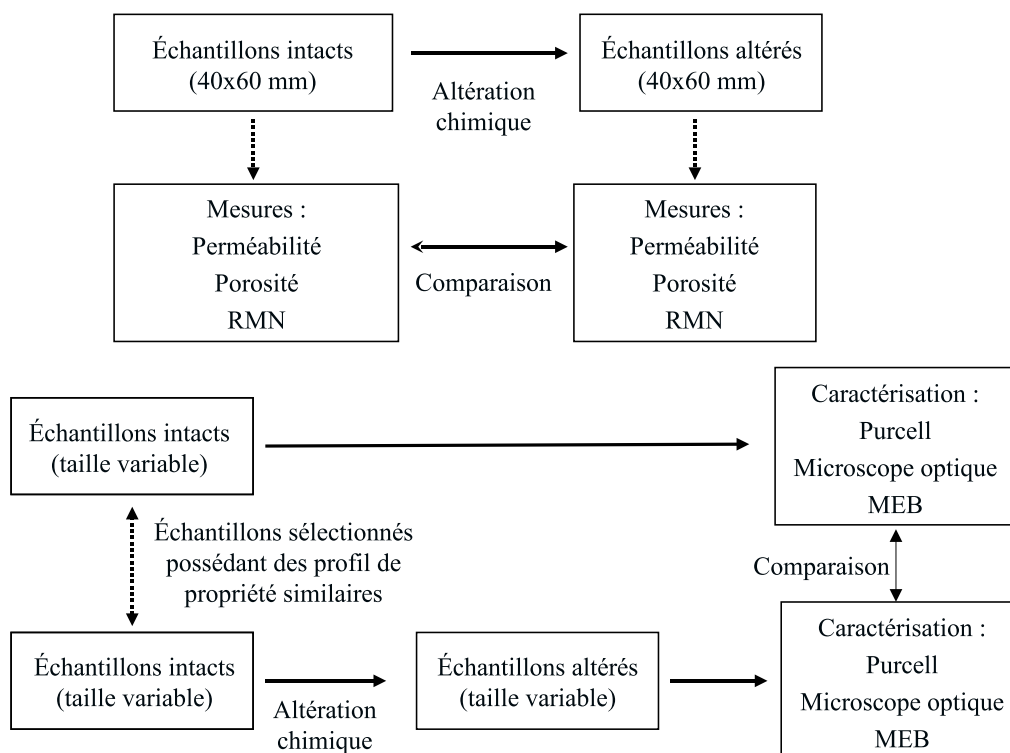 Échantillons intacts
(40x60 mm)
Altération
chimique
Échantillons altérés
(40x60 mm)
Mesures :
Perméabilité
Porosité
RMN
Comparaison
Mesures :
Perméabilité
Porosité
RMN
Échantillons intacts
(taille variable)
Caractérisation :
Purcell
Microscope optique
MEB
Échantillons sélectionnés
possédant des profil de
propriété similaires
Comparaison
Échantillons intacts
(taille variable)
Altération
chimique
Échantillons altérés
(taille variable)
Caractérisation :
Purcell
Microscope optique
MEB